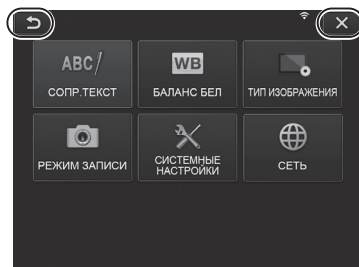 ABC/
WB
СОПР.ТЕКСТ
БАЛАНС БЕЛ
ТИП ИЗОБРАЖЕНИЯ
РЕЖИМ ЗАПИСИ
СИСТЕМНЫЕ
НАСТРОЙКИ
СЕТЬ